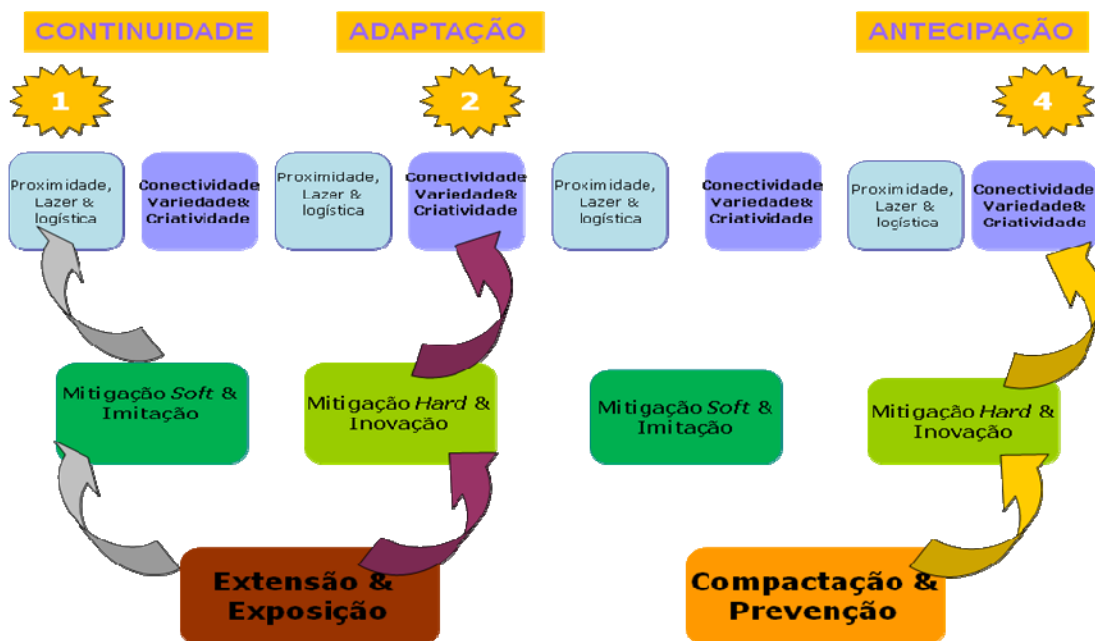 CONTINUIDADE
ADAPTAÇÃO
ANTECIPAÇÃO
1
2
4
Proximidade,
Lazer &
logística
Conectividade
Variedade&
Criatividade
Proximidade,
Lazer &
logística
Conectividade
Variedade&
Criatividade
Proximidade,
Lazer &
logística
Conectividade
Variedade&
Criatividade
Proximidade,
Lazer &
logística
Conectividade
Variedade&
Criatividade
Mitigação Soft &
Imitação
Mitigação Hard &
Inovação
Mitigação Soft &
Imitação
Mitigação Hard &
Inovação
Extensão &
Exposição
Compactação &
Prevenção